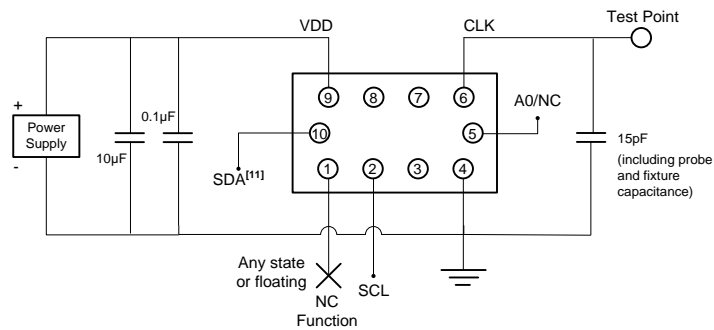 VDD
CLK
Test Point
+
Power
Supply
-
10µF
0.1µF
9
8
7
6
10
5
1
2
3
4
A0/NC
SDA[11]
15pF
(including probe
and fixture
capacitance)
Any state
or floating
NC
Function
SCL